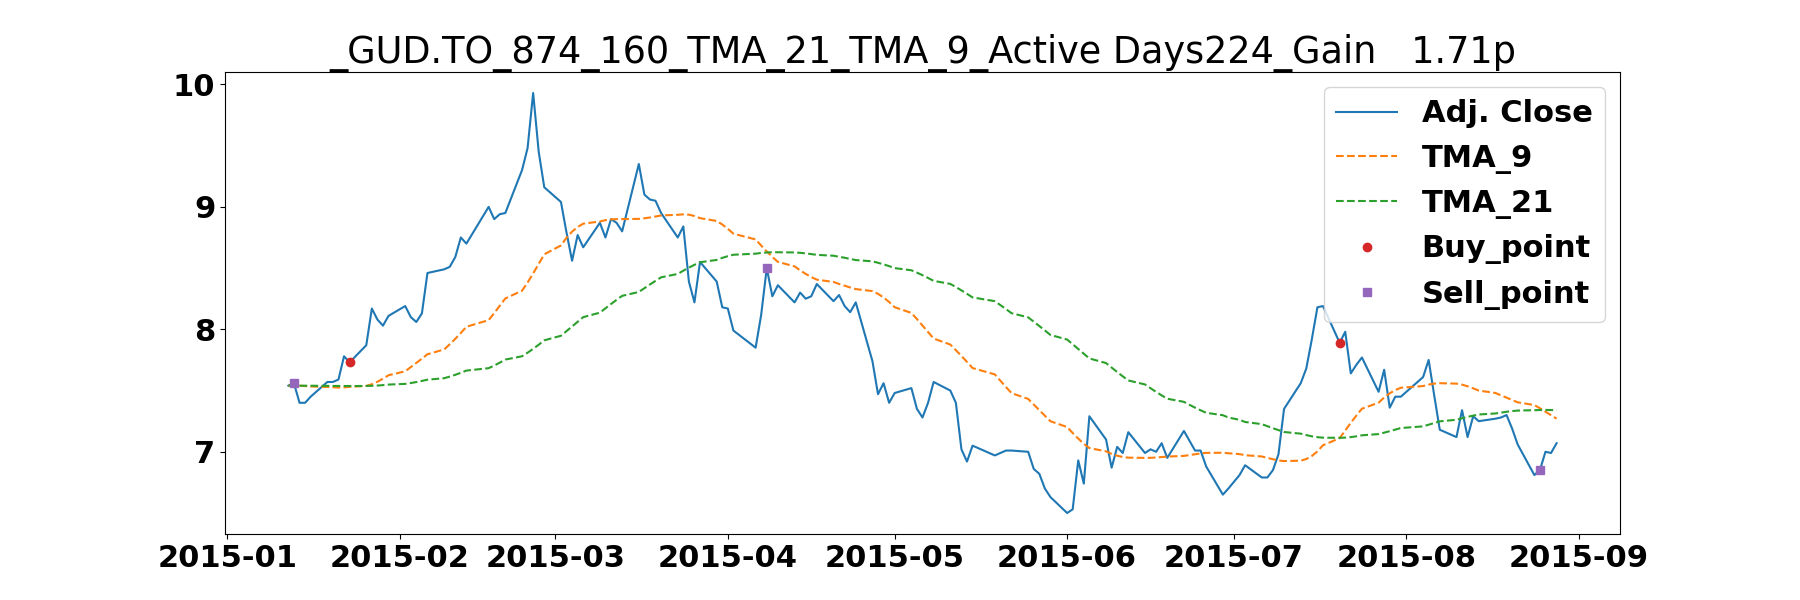 _GUD.TO_874_160_TMA_21_TMA_9_Active Days224_Gain   1.71p
10
9
8
7
Adj. Close
TMA_9
TMA_21
Buy_point
Sell_point
2015-01 2015-02 2015-03 2015-04 2015-05 2015-06 2015-07 2015-08 2015-09